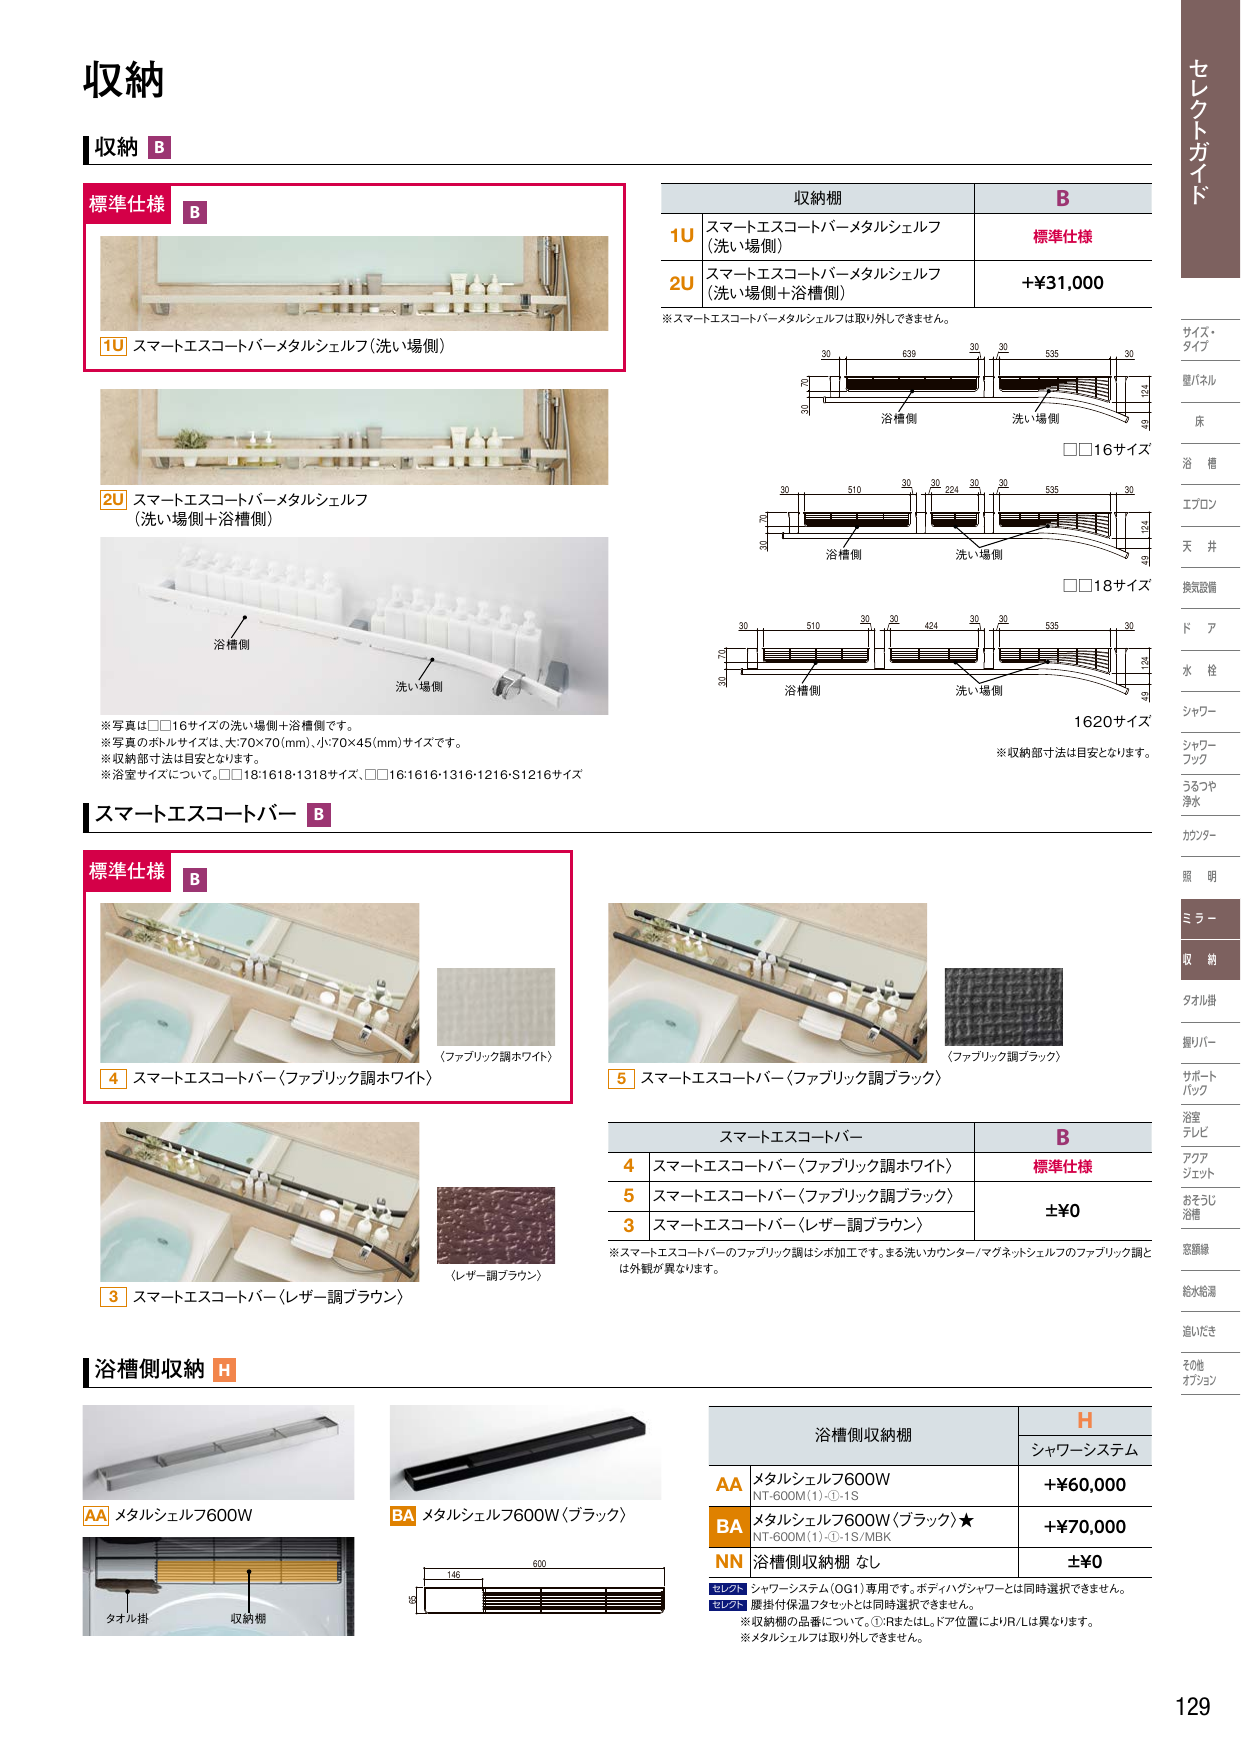 収納
収納 B
標準仕様 B
1U スマートエスコートバーメタルシェルフ（洗い場側）
2U スマートエスコートバーメタルシェルフ
（洗い場側＋浴槽側）
浴槽側
洗い場側
※写真は□□16サイズの洗い場側＋浴槽側です。
※写真のボトルサイズは、大:70×70(mm)、小:70×45(mm)サイズです。
※収納部寸法は目安となります。
※浴室サイズについて。□□18:1618・1318サイズ、□□16:1616・1316・1216・S1216サイズ
収納棚 B
1U スマートエスコートバーメタルシェルフ
（洗い場側） 標準仕様
2U スマートエスコートバーメタルシェルフ
（洗い場側＋浴槽側） +¥31,000
※スマートエスコートバーメタルシェルフは取り外しできません。
30 639 30 30 535 30
70 30 124 49
浴槽側 洗い場側
□□16サイズ
30 510 30 30 224 30 30 535 30
70 30 124 49
浴槽側 洗い場側
□□18サイズ
30 510 30 30 424 30 30 535 30
70 30 124 49
浴槽側 洗い場側
1620サイズ
※収納部寸法は目安となります。
スマートエスコートバー B
標準仕様 B
〈ファブリック調ホワイト〉
4 スマートエスコートバー〈ファブリック調ホワイト〉
〈ファブリック調ブラック〉
5 スマートエスコートバー〈ファブリック調ブラック〉
〈レザー調ブラウン〉
3 スマートエスコートバー〈レザー調ブラウン〉
スマートエスコートバー B
4 スマートエスコートバー〈ファブリック調ホワイト〉 標準仕様
5 スマートエスコートバー〈ファブリック調ブラック〉 ±¥0
3 スマートエスコートバー〈レザー調ブラウン〉
※スマートエスコートバーのファブリック調はシボ加工です。まる洗いカウンター/マグネットシェルフのファブリック調と
は外観が異なります。
浴槽側収納 H
AA メタルシェルフ600W
BA メタルシェルフ600W〈ブラック〉
タオル掛 収納棚
600
146
65
浴槽側収納棚 H
シャワーシステム
AA メタルシェルフ600W +¥60,000
NT-600M(1)-①-1S
BA メタルシェルフ600W〈ブラック〉★ +¥70,000
NT-600M(1)-①-1S/MBK
NN 浴槽側収納棚 なし ±¥0
セレクト シャワーシステム(OG1)専用です。ボディハグシャワーとは同時選択できません。
セレクト 腰掛付保温フタセットとは同時選択できません。
※収納棚の品番について。①:RまたはL。ドア位置によりR/Lは異なります。
※メタルシェルフは取り外しできません。
セレクトガイド
サイズ・
タイプ
壁パネル
床
浴 槽
エプロン
天 井
換気設備
ド ア
水 栓
シャワー
シャワー
フック
うるつや
浄水
カウンター
照 明
ミラー
収 納
タオル掛
握りバー
サポート
パック
浴室
テレビ
アクア
ジェット
おそうじ
浴槽
窓額縁
給水給湯
追いだき
その他
オプション
129